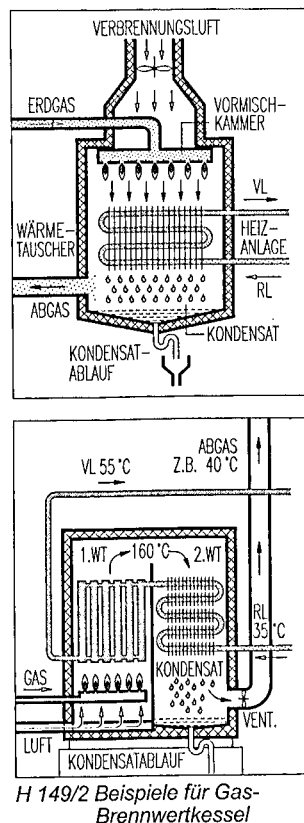 VERBRENNUNGSLUFT
ERDGAS
VORMISCH-
KAMMER
VL
WÄRME-
TAUSCHER
HEIZ-
ANLAGE
RL
ABGAS
KONDENSAT
KONDENSAT-
ABLAUF
ABGAS
Z.B. 40 °C
VL 55 °C
1.WT
160 °C
2.WT
RL
35 °C
KONDENSAT
GAS
LUFT
VENT.
KONDENSATABLAUF
H 149/2 Beispiele für Gas-
Brennwertkessel